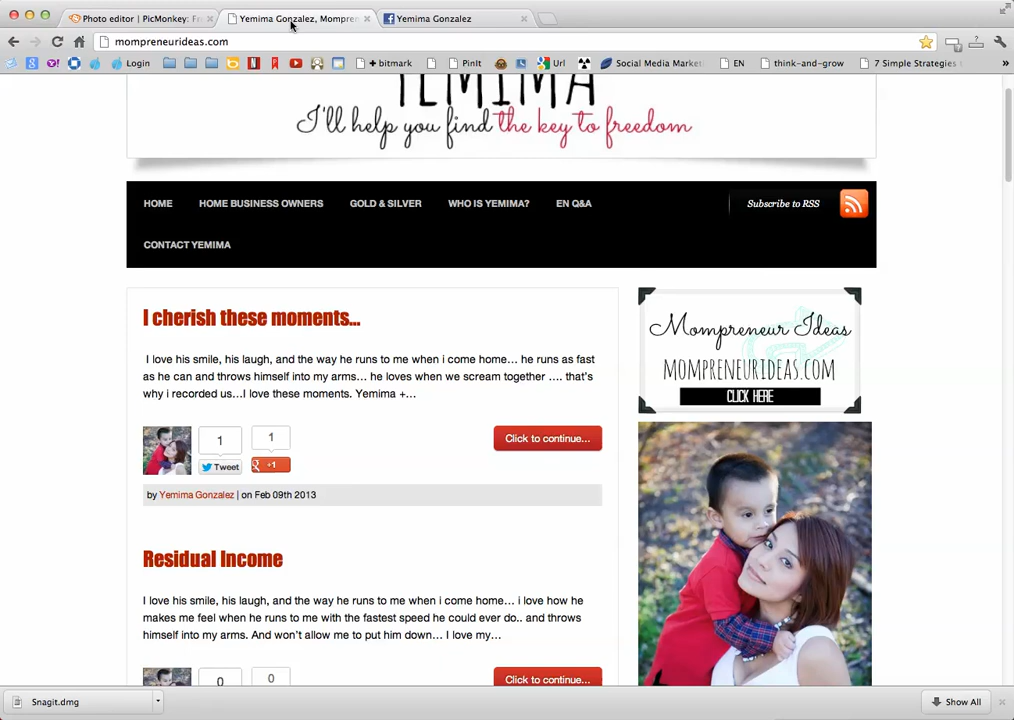 Photo editor | PicMonkey: Fr
Yemima Gonzalez, Mompren
Yemima Gonzalez
mompreneurideas.com
Login
+ bitmark
PinIt
Url
Social Media Market
EN
think-and-grow
7 Simple Strategies
»
YEMIMA
I'll help you find the key to freedom
HOME
HOME BUSINESS OWNERS
GOLD & SILVER
WHO IS YEMIMA?
EN Q&A
Subscribe to RSS
CONTACT YEMIMA
I cherish these moments...
I love his smile, his laugh, and the way he runs to me when i come home... he runs as fast
as he can and throws himself into my arms... he loves when we scream together .... that's
why i recorded us...I love these moments. Yemima +...
1
1
Tweet
+1
Click to continue...
by Yemima Gonzalez | on Feb 09th 2013
Mompreneur Ideas
MOMPRENEURIDEAS.COM
CLICK HERE
Residual Income
I love his smile, his laugh, and the way he runs to me when i come home... i love how he
makes me feel when he runs to me with the fastest speed he could ever do.. and throws
himself into my arms. And won't allow me to put him down... I love my...
0
0
Click to continue...
Snagit.dmg
Show All